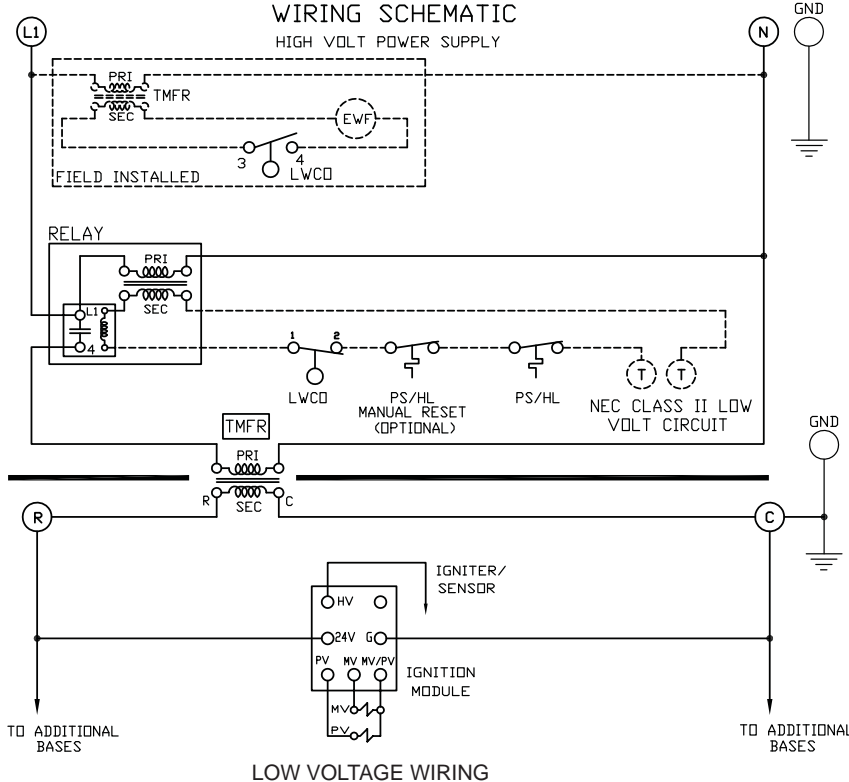 WIRING SCHEMATIC
HIGH VOLT POWER SUPPLY
L1
N
GND
PRI
TMFR
SEC
EWF
3
4
LWCO
FIELD INSTALLED
RELAY
PRI
SEC
L1
4
1
2
LWCO
PS/HL
MANUAL RESET
(OPTIONAL)
PS/HL
T
T
NEC CLASS II LOW
VOLT CIRCUIT
TMFR
PRI
R
C
SEC
GND
R
C
IGNITER/
SENSOR
HV
24V
G
PV
MV
MV/PV
IGNITION
MODULE
MV
PV
TO ADDITIONAL
BASES
TO ADDITIONAL
BASES
LOW VOLTAGE WIRING